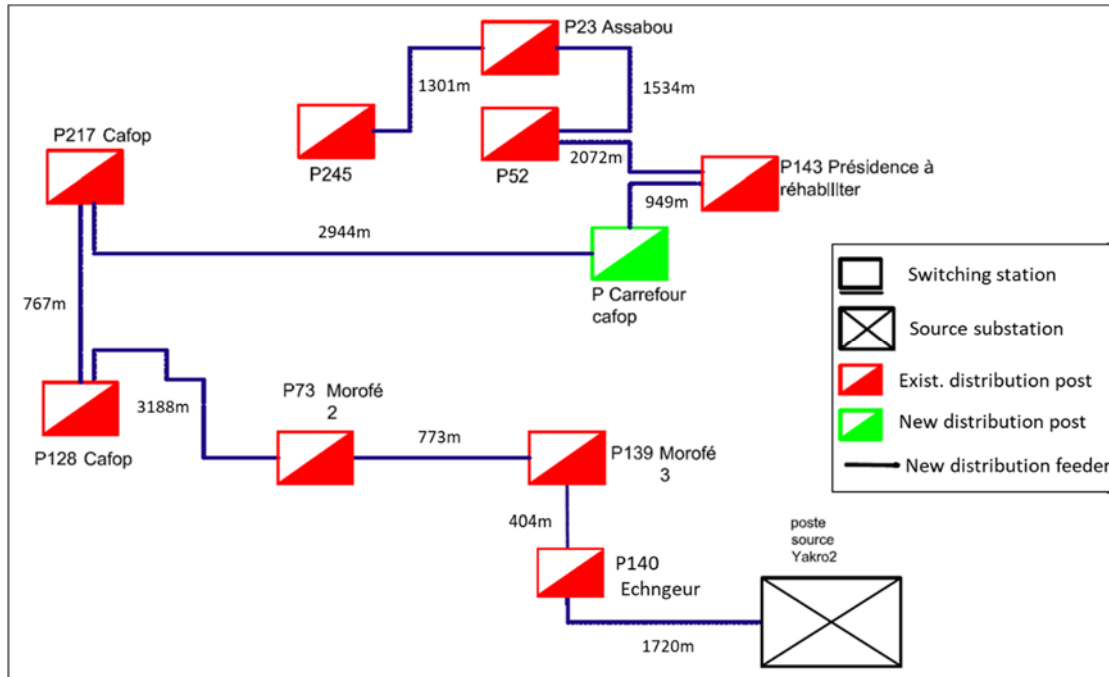 P23 Assabou
1301m
1534m
P217 Cafop
P245
P52
2072m
P143 Présidence à
réhabIliter
949m
2944m
P Carrefour
cafop
767m
3188m
P128 Cafop
P73 Morofé
2
773m
P139 Morofé
3
404m
P140
Echngeur
1720m
poste
source
Yakro2
Switching station
Source substation
Exist. distribution post
New distribution post
New distribution feeder